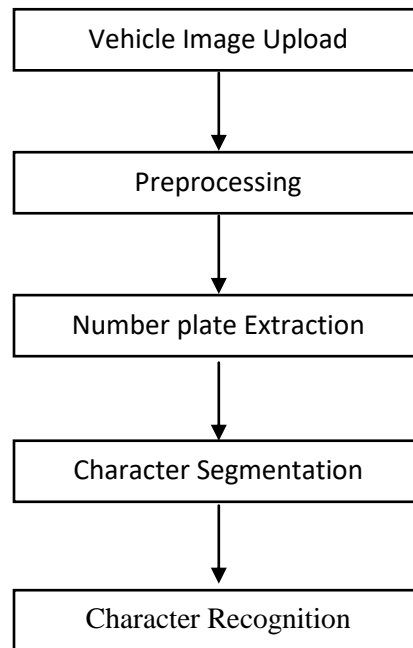 Vehicle Image Upload
Preprocessing
Number plate Extraction
Character Segmentation
Character Recognition